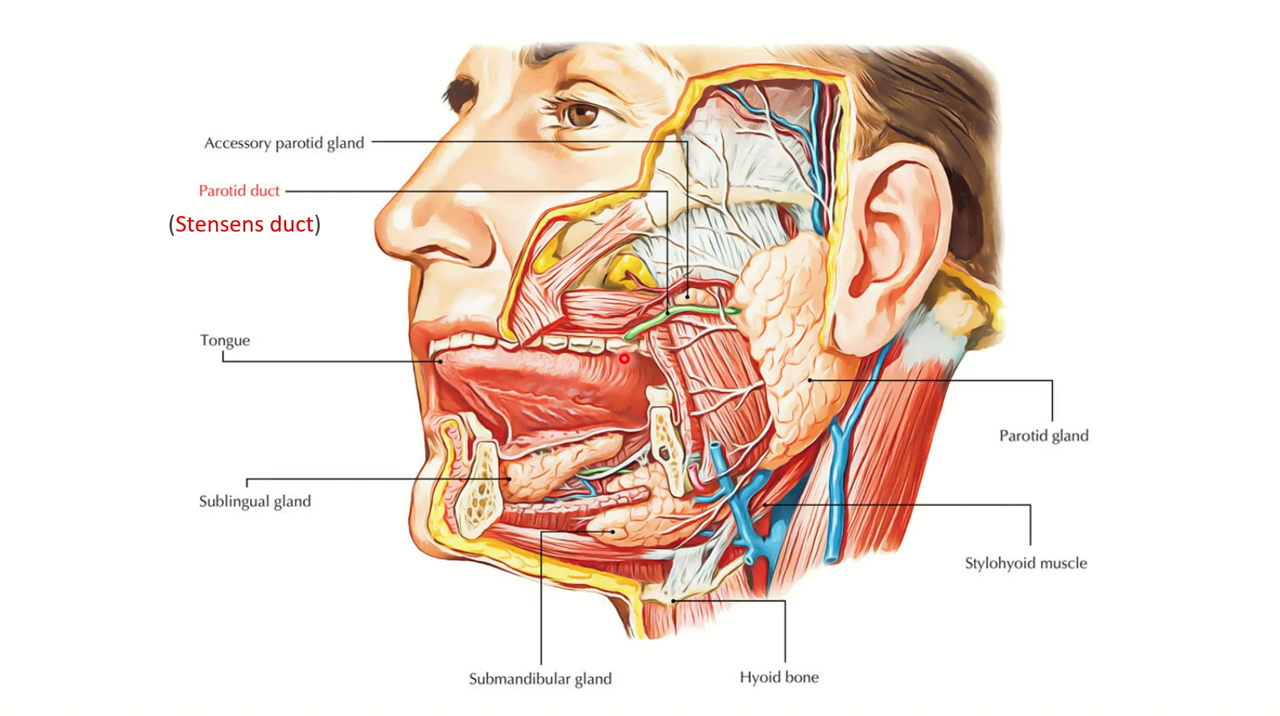 Accessory parotid gland
Parotid duct
(Stensens duct)
Tongue
Parotid gland
Sublingual gland
Stylohyoid muscle
Submandibular gland
Hyoid bone